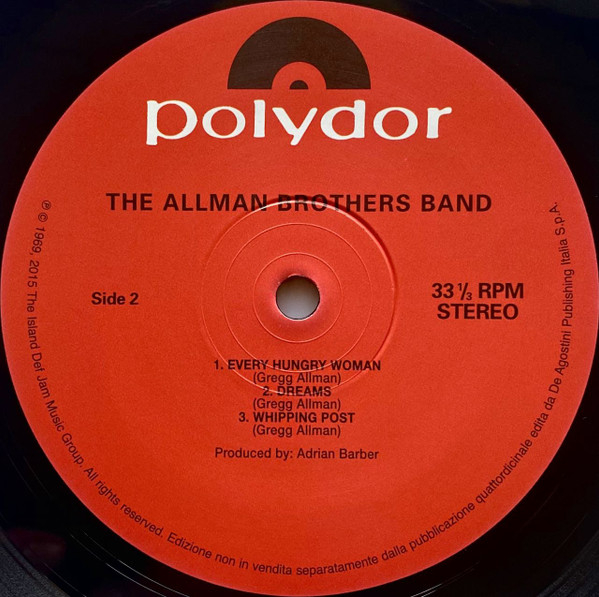 polydor
THE ALLMAN BROTHERS BAND
Side 2
33 ⅓ RPM
STEREO
1. EVERY HUNGRY WOMAN
(Gregg Allman)
2. DREAMS
(Gregg Allman)
3. WHIPPING POST
(Gregg Allman)
Produced by: Adrian Barber
℗ © 1969, 2015 The Island Def Jam Music Group. All rights reserved. Edizione non in vendita separatamente dalla pubblicazione quattordicinale edita da De Agostini Publishing Italia S.p.A.